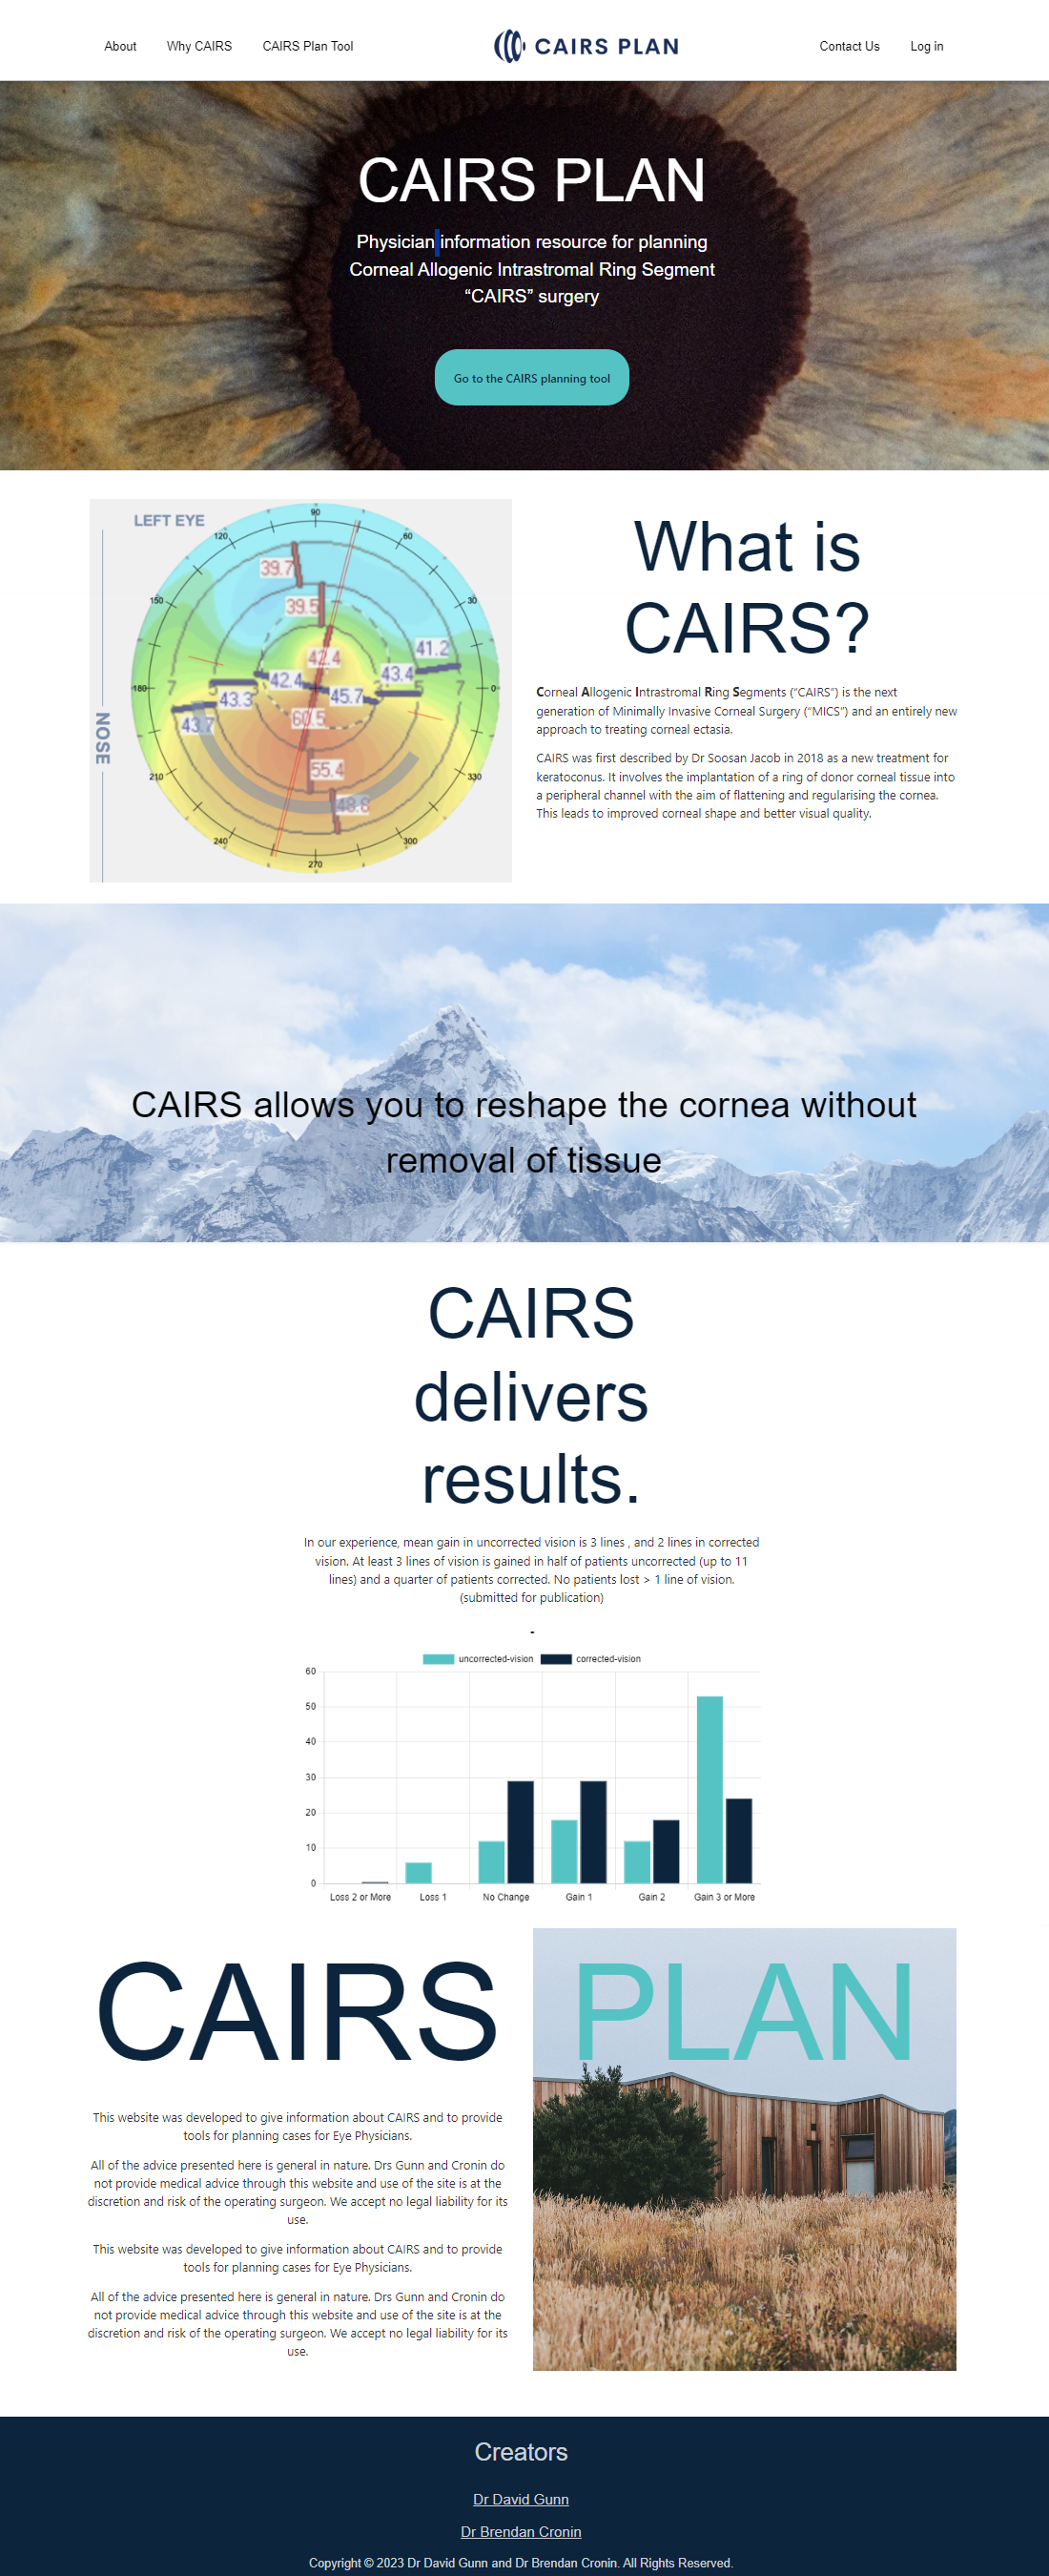 About
Why CAIRS
CAIRS Plan Tool
CAIRS PLAN
Contact Us
Log in
CAIRS PLAN
Physician information resource for planning
Corneal Allogenic Intrastromal Ring Segment
“CAIRS” surgery
Go to the CAIRS planning tool
LEFT EYE
NOSE
90
60
30
0
330
300
270
240
210
180
150
120
39.7
39.5
42.4
41.2
43.4
42.4
45.7
43.3
43.7
60.5
55.4
48.8
What is
CAIRS?
Corneal Allogenic Intrastromal Ring Segments (“CAIRS”) is the next
generation of Minimally Invasive Corneal Surgery (“MICS”) and an entirely new
approach to treating corneal ectasia.
CAIRS was first described by Dr Soosan Jacob in 2018 as a new treatment for
keratoconus. It involves the implantation of a ring of donor corneal tissue into
a peripheral channel with the aim of flattening and regularising the cornea.
This leads to improved corneal shape and better visual quality.
CAIRS allows you to reshape the cornea without
removal of tissue
CAIRS
delivers
results.
In our experience, mean gain in uncorrected vision is 3 lines , and 2 lines in corrected
vision. At least 3 lines of vision is gained in half of patients uncorrected (up to 11
lines) and a quarter of patients corrected. No patients lost > 1 line of vision.
(submitted for publication)
-
uncorrected-vision
corrected-vision
60
50
40
30
20
10
0
Loss 2 or More
Loss 1
No Change
Gain 1
Gain 2
Gain 3 or More
CAIRS
PLAN
This website was developed to give information about CAIRS and to provide
tools for planning cases for Eye Physicians.
All of the advice presented here is general in nature. Drs Gunn and Cronin do
not provide medical advice through this website and use of the site is at the
discretion and risk of the operating surgeon. We accept no legal liability for its
use.
This website was developed to give information about CAIRS and to provide
tools for planning cases for Eye Physicians.
All of the advice presented here is general in nature. Drs Gunn and Cronin do
not provide medical advice through this website and use of the site is at the
discretion and risk of the operating surgeon. We accept no legal liability for its
use.
Creators
Dr David Gunn
Dr Brendan Cronin
Copyright © 2023 Dr David Gunn and Dr Brendan Cronin. All Rights Reserved.